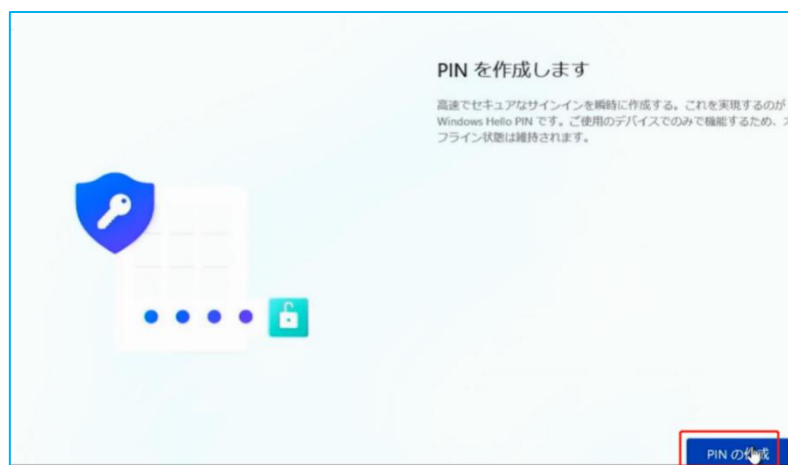 PIN を作成します
高速でセキュアなサインインを瞬時に作成する。これを実現するのが
Windows Hello PIN です。ご使用のデバイスでのみで機能するため、オ
フライン状態は維持されます。
PIN の作成